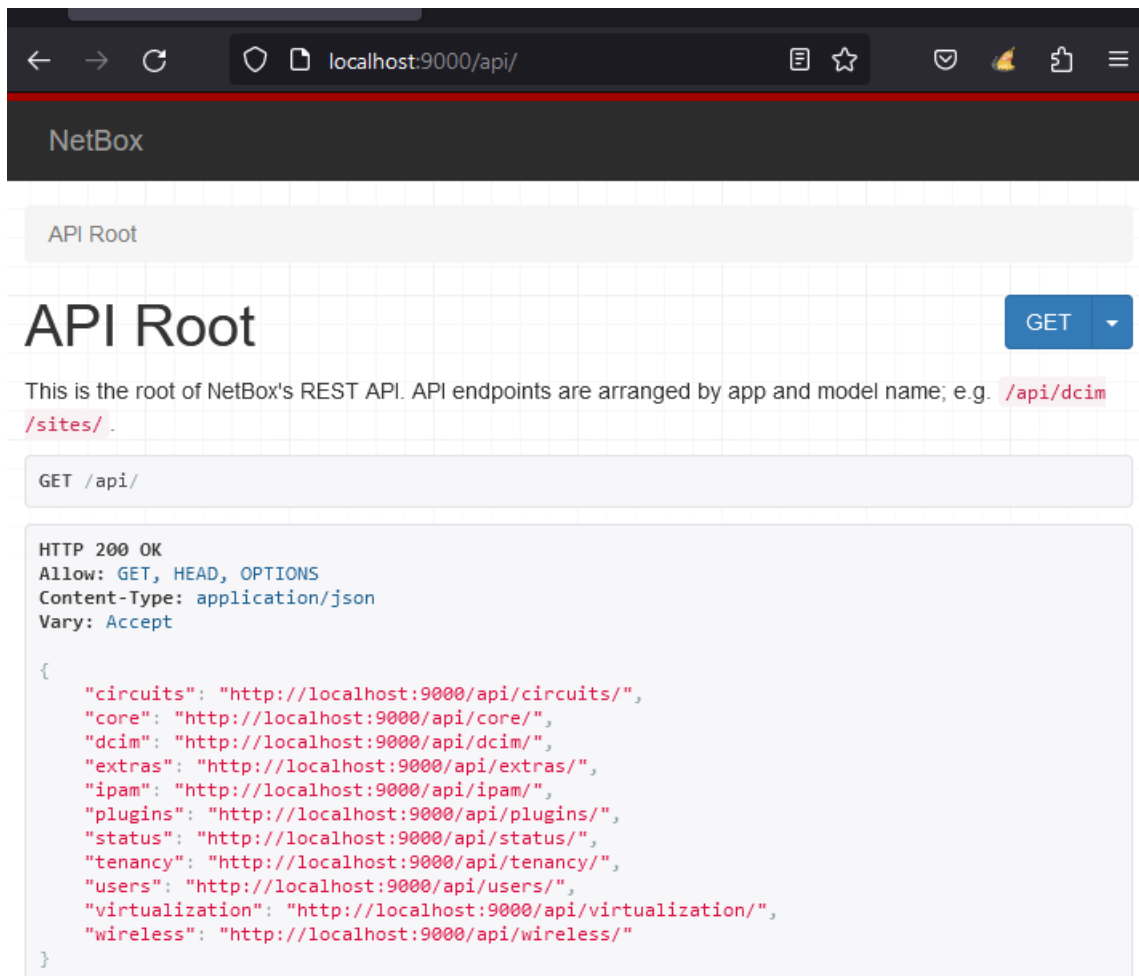 localhost:9000/api/
NetBox
API Root
API Root
GET
This is the root of NetBox's REST API. API endpoints are arranged by app and model name; e.g. /api/dcim
/sites/ .
GET /api/
HTTP 200 OK
Allow: GET, HEAD, OPTIONS
Content-Type: application/json
Vary: Accept
{
    "circuits": "http://localhost:9000/api/circuits/",
    "core": "http://localhost:9000/api/core/",
    "dcim": "http://localhost:9000/api/dcim/",
    "extras": "http://localhost:9000/api/extras/",
    "ipam": "http://localhost:9000/api/ipam/",
    "plugins": "http://localhost:9000/api/plugins/",
    "status": "http://localhost:9000/api/status/",
    "tenancy": "http://localhost:9000/api/tenancy/",
    "users": "http://localhost:9000/api/users/",
    "virtualization": "http://localhost:9000/api/virtualization/",
    "wireless": "http://localhost:9000/api/wireless/"
}